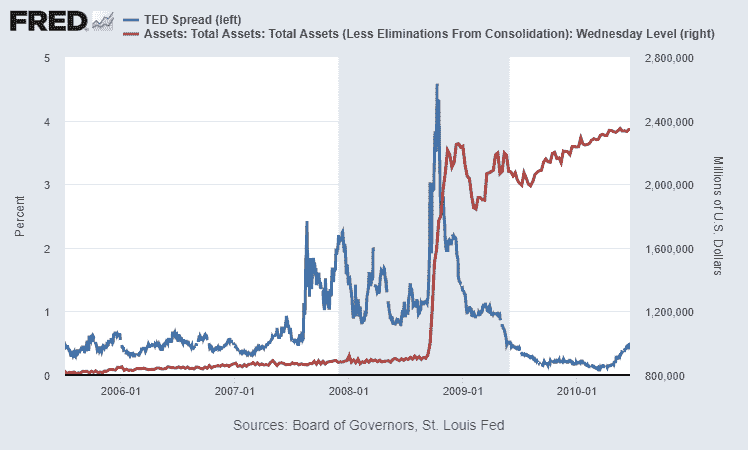 FRED
TED Spread (left)
Assets: Total Assets: Total Assets (Less Eliminations From Consolidation): Wednesday Level (right)
5
4
3
2
1
0
Percent
2,800,000
2,400,000
2,000,000
1,600,000
1,200,000
800,000
Millions of U.S. Dollars
2006-01
2007-01
2008-01
2009-01
2010-01
Sources: Board of Governors, St. Louis Fed